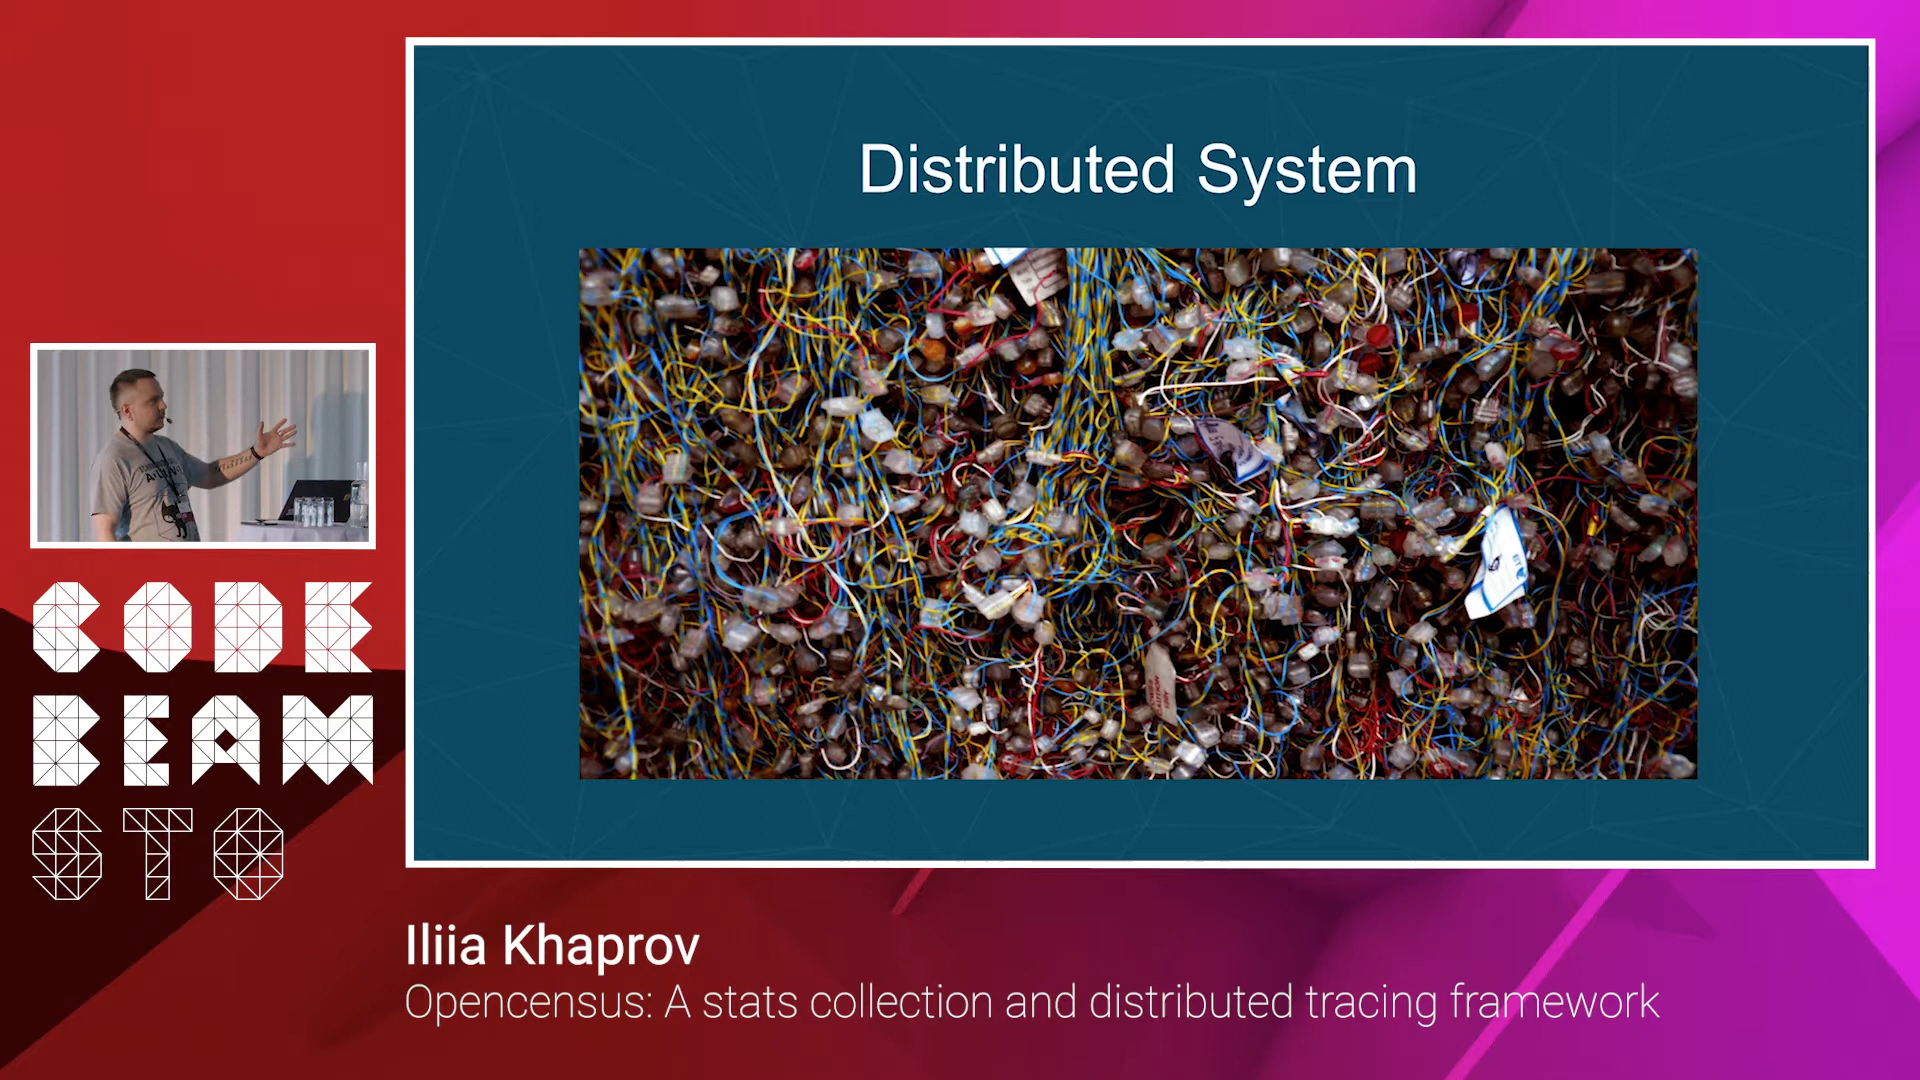 Distributed System
CODE
BEAM
STO
Iliia Khaprov
Opencensus: A stats collection and distributed tracing framework